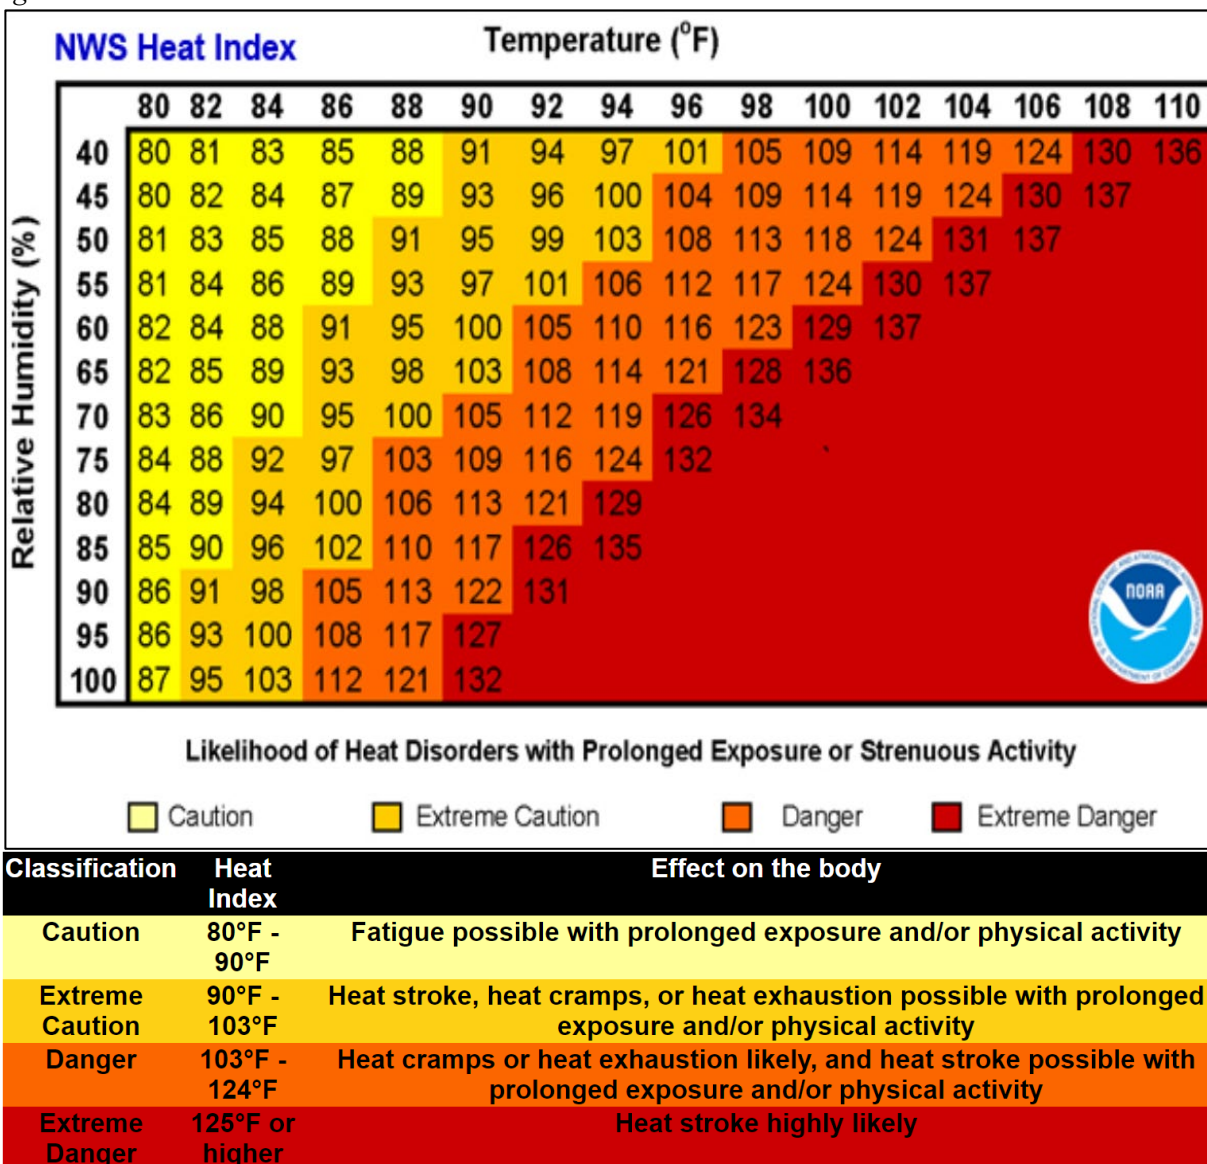 NWS Heat Index
Temperature (°F)
80 82 84 86 88 90 92 94 96 98 100 102 104 106 108 110
Relative Humidity (%)
40 80 81 83 85 88 91 94 97 101 105 109 114 119 124 130 136
45 80 82 84 87 89 93 96 100 104 109 114 119 124 130 137
50 81 83 85 88 91 95 99 103 108 113 118 124 131 137
55 81 84 86 89 93 97 101 106 112 117 124 130 137
60 82 84 88 91 95 100 105 110 116 123 129 137
65 82 85 89 93 98 103 108 114 121 128 136
70 83 86 90 95 100 105 112 119 126 134
75 84 88 92 97 103 109 116 124 132
80 84 89 94 100 106 113 121 129
85 85 90 96 102 110 117 126 135
90 86 91 98 105 113 122 131
95 86 93 100 108 117 127
100 87 95 103 112 121 132
NOAA
Likelihood of Heat Disorders with Prolonged Exposure or Strenuous Activity
Caution Extreme Caution Danger Extreme Danger
Classification Heat Index Effect on the body
Caution 80°F - 90°F Fatigue possible with prolonged exposure and/or physical activity
Extreme Caution 90°F - 103°F Heat stroke, heat cramps, or heat exhaustion possible with prolonged exposure and/or physical activity
Danger 103°F - 124°F Heat cramps or heat exhaustion likely, and heat stroke possible with prolonged exposure and/or physical activity
Extreme Danger 125°F or higher Heat stroke highly likely